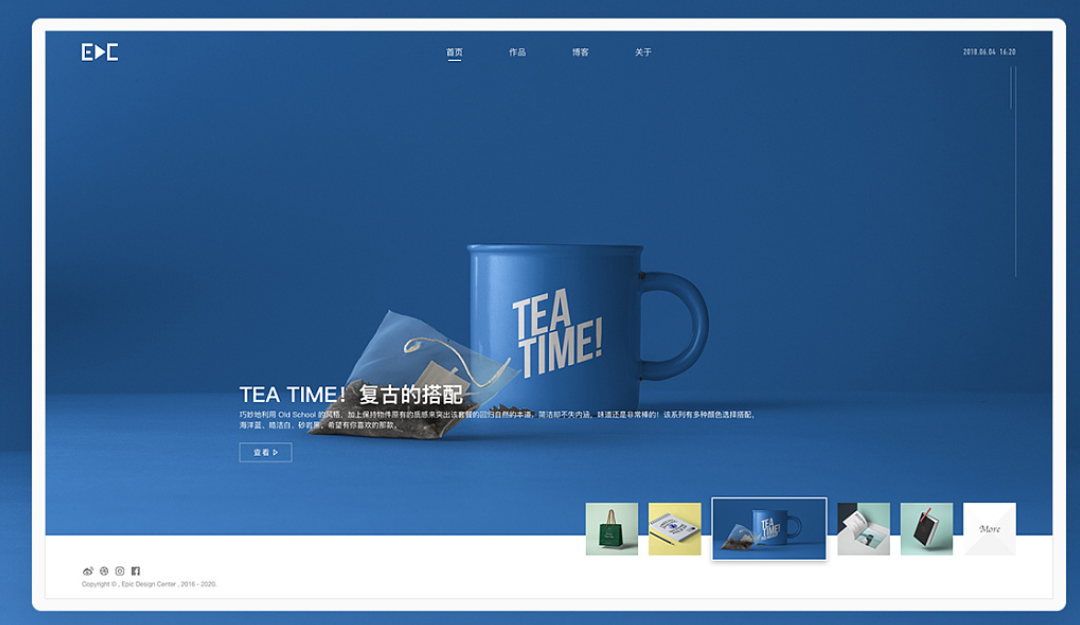 EDC
首页 作品 博客 关于
2018.06.04 16:20
TEA
TIME!
TEA TIME! 复古的搭配
巧妙地利用 Old School 的风格、加上保持物件原有的质感来突出该套餐的回归自然的本道，简洁却不失内涵、味道还是非常棒的！该系列有多种颜色选择搭配，
海洋蓝、皓洁白、砂岩黑，希望有你喜欢的那款。
查看
TEA
TIME!
More
Copyright © , Epic Design Center , 2016 - 2020.